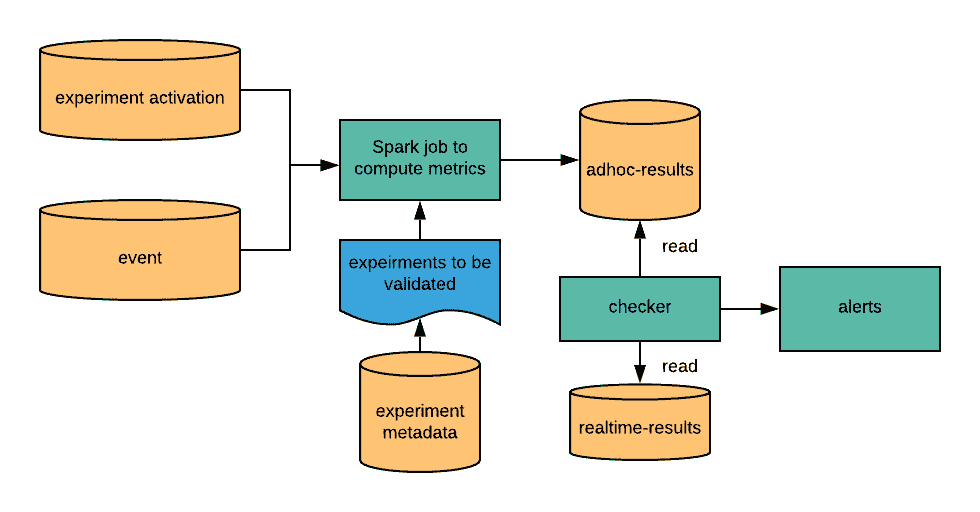 experiment activation
event
Spark job to
compute metrics
expeirments to be
validated
experiment
metadata
adhoc-results
read
checker
alerts
read
realtime-results